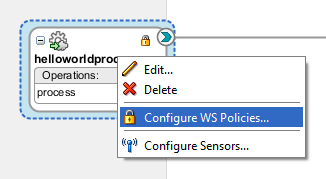 helloworldproc
Operations:
process
Edit...
Delete
Configure WS Policies...
Configure Sensors...